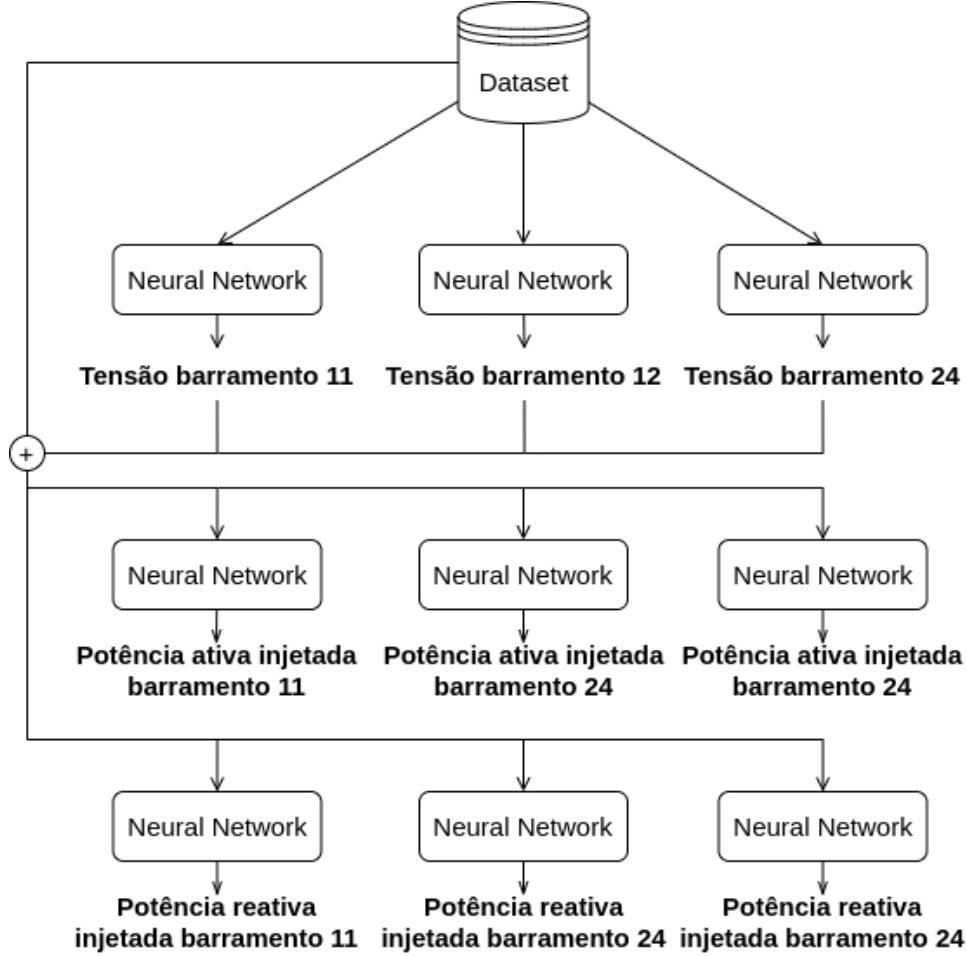 Dataset
Neural Network
Neural Network
Neural Network
Tensão barramento 11
Tensão barramento 12
Tensão barramento 24
+
Neural Network
Neural Network
Neural Network
Potência ativa injetada
barramento 11
Potência ativa injetada
barramento 24
Potência ativa injetada
barramento 24
Neural Network
Neural Network
Neural Network
Potência reativa
injetada barramento 11
Potência reativa
injetada barramento 24
Potência reativa
injetada barramento 24